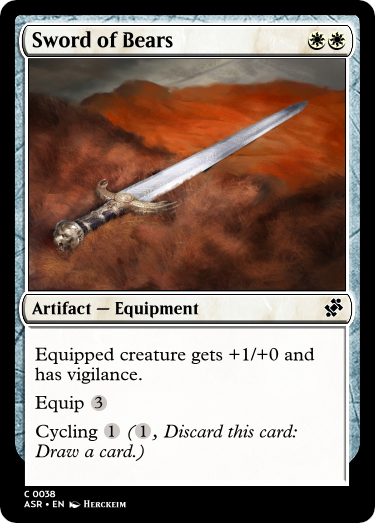 Sword of Bears
Artifact — Equipment
Equipped creature gets +1/+0 and
has vigilance.
Equip 3
Cycling 1 (1, Discard this card:
Draw a card.)
C 0038
ASR • EN Herckeim